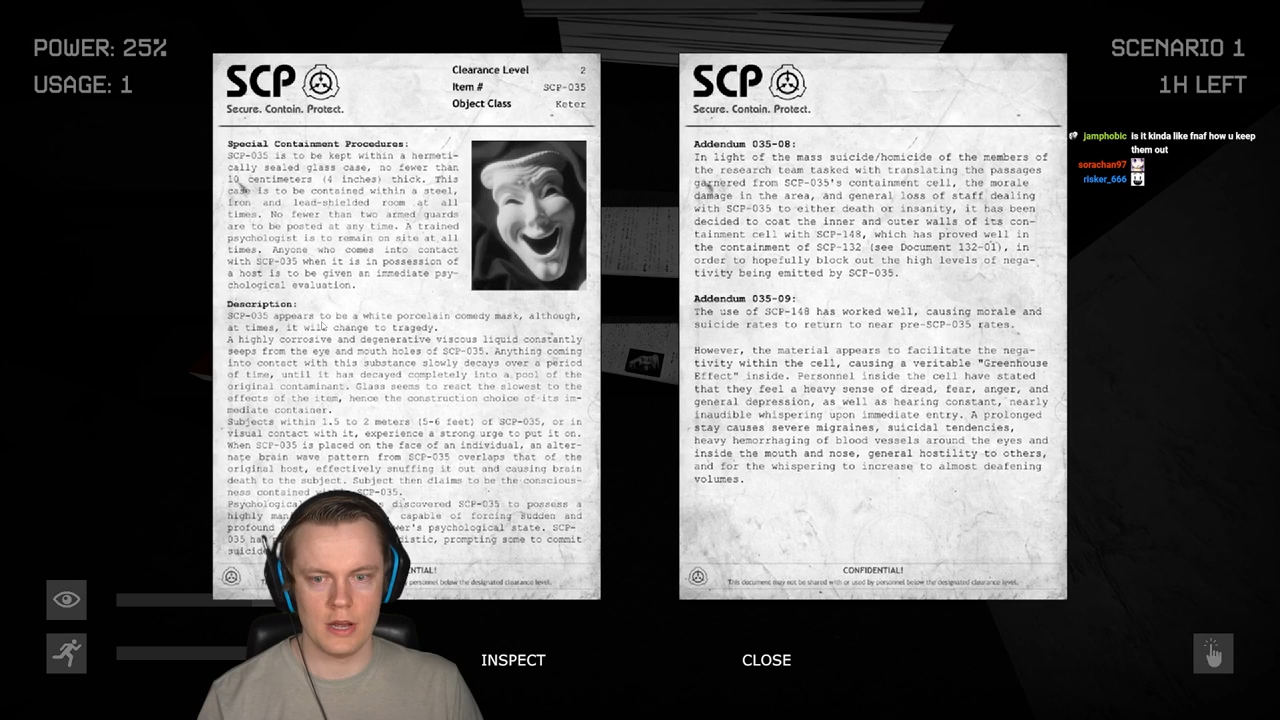 POWER: 25%
USAGE: 1
SCENARIO 1
1H LEFT
jamphobic is it kinda like fnaf how u keep
them out
sorachan97
risker_666
SCP
Secure. Contain. Protect.
Clearance Level 2
Item # SCP-035
Object Class Keter
Special Containment Procedures:
SCP-035 is to be kept within a hermeti-
cally sealed glass case, no fewer than
10 centimeters (4 inches) thick. This
case is to be contained within a steel,
iron and lead-shielded room at all
times. No fewer than two armed guards
are to be posted at any time. A trained
psychologist is to remain on site at all
times. Anyone who comes into contact
with SCP-035 when it is in possession of
a host is to be given an immediate psy-
chological evaluation.
Description:
SCP-035 appears to be a white porcelain comedy mask, although,
at times, it will change to tragedy.
A highly corrosive and degenerative viscous liquid constantly
seeps from the eye and mouth holes of SCP-035. Anything coming
into contact with this substance slowly decays over a period
of time, until it has decayed completely into a pool of the
original contaminant. Glass seems to react the slowest to the
effects of the item, hence the construction choice of its im-
mediate container.
Subjects within 1.5 to 2 meters (5-6 feet) of SCP-035, or in
visual contact with it, experience a strong urge to put it on.
When SCP-035 is placed on the face of an individual, an alter-
nate brain wave pattern from SCP-035 overlaps that of the
original host, effectively snuffing it out and causing brain
death to the subject. Subject then claims to be the conscious-
ness contained SCP-035.
Psychological discovered SCP-035 to possess a
highly capable of forcing sudden and
profound psychological state. SCP-
035 prompting some to commit
personnel below the designated clearance level.
SCP
Secure. Contain. Protect.
Addendum 035-08:
In light of the mass suicide/homicide of the members of
the research team tasked with translating the passages
garnered from SCP-035's containment cell, the morale
damage in the area, and general loss of staff dealing
with SCP-035 to either death or insanity, it has been
decided to coat the inner and outer walls of its con-
tainment cell with SCP-148, which has proved well in
the containment of SCP-132 (see Document 132-01), in
order to hopefully block out the high levels of nega-
tivity being emitted by SCP-035.
Addendum 035-09:
The use of SCP-148 has worked well, causing morale and
suicide rates to return to near pre-SCP-035 rates.
However, the material appears to facilitate the nega-
tivity within the cell, causing a veritable "Greenhouse
Effect" inside. Personnel inside the cell have stated
that they feel a heavy sense of dread, fear, anger, and
general depression, as well as hearing constant, nearly
inaudible whispering upon immediate entry. A prolonged
stay causes severe migraines, suicidal tendencies,
heavy hemorrhaging of blood vessels around the eyes and
inside the mouth and nose, general hostility to others,
and for the whispering to increase to almost deafening
volumes.
CONFIDENTIAL!
This document may not be shared with or used by personnel below the designated clearance level.
INSPECT
CLOSE